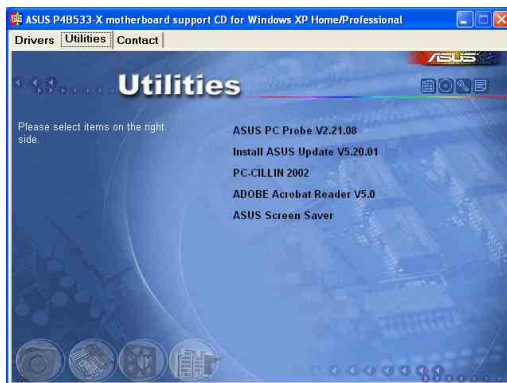 ASUS P4B533-X motherboard support CD for Windows XP Home/Professional
Drivers Utilities Contact
ASUS
Utilities
Please select items on the right
side.
ASUS PC Probe V2.21.08
Install ASUS Update V5.20.01
PC-CILLIN 2002
ADOBE Acrobat Reader V5.0
ASUS Screen Saver